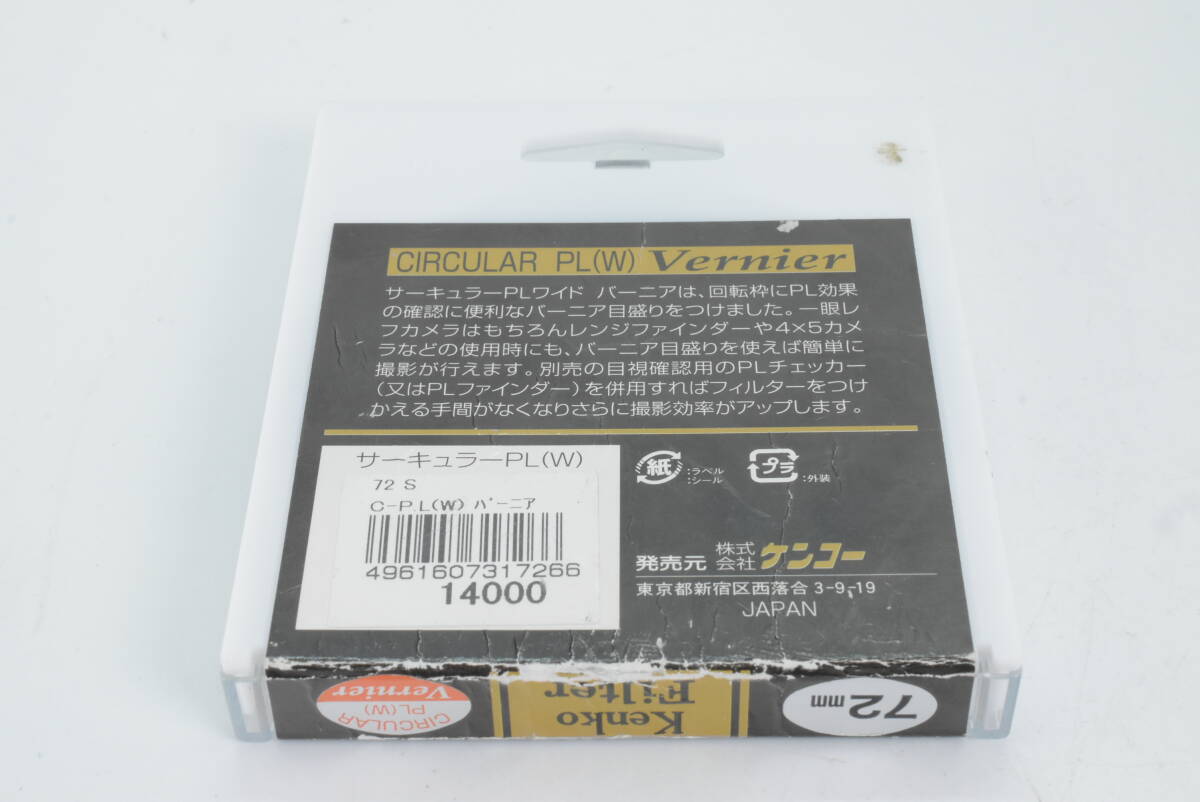 CIRCULAR PL(W) Vernier
サーキュラーPLワイド バーニアは、回転枠にPL効果
の確認に便利なバーニア目盛りをつけました。一眼レ
フカメラはもちろんレンジファインダーや4×5カメ
ラなどの使用時にも、バーニア目盛りを使えば簡単に
撮影が行えます。別売の目視確認用のPLチェッカー
(又はPLファインダー)を併用すればフィルターをつけ
かえる手間がなくなりさらに撮影効率がアップします。
サーキュラーPL(W)
72 S
C-P.L(W) バーニア
4961607317266
14000
紙
:ラベル
:シール
プラ
:外装
発売元 株式会社 ケンコー
東京都新宿区西落合 3-9-19
JAPAN
CIRCULAR
PL(W)
Vernier
Kenko
Filter
72mm